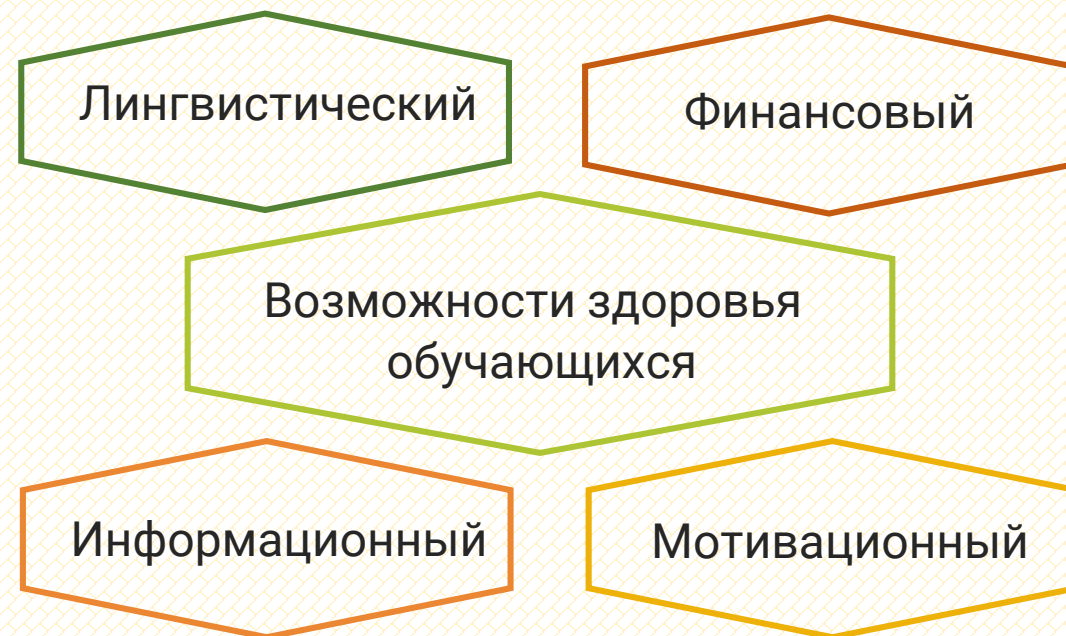 Лингвистический
Финансовый
Возможности здоровья
обучающихся
Информационный
Мотивационный